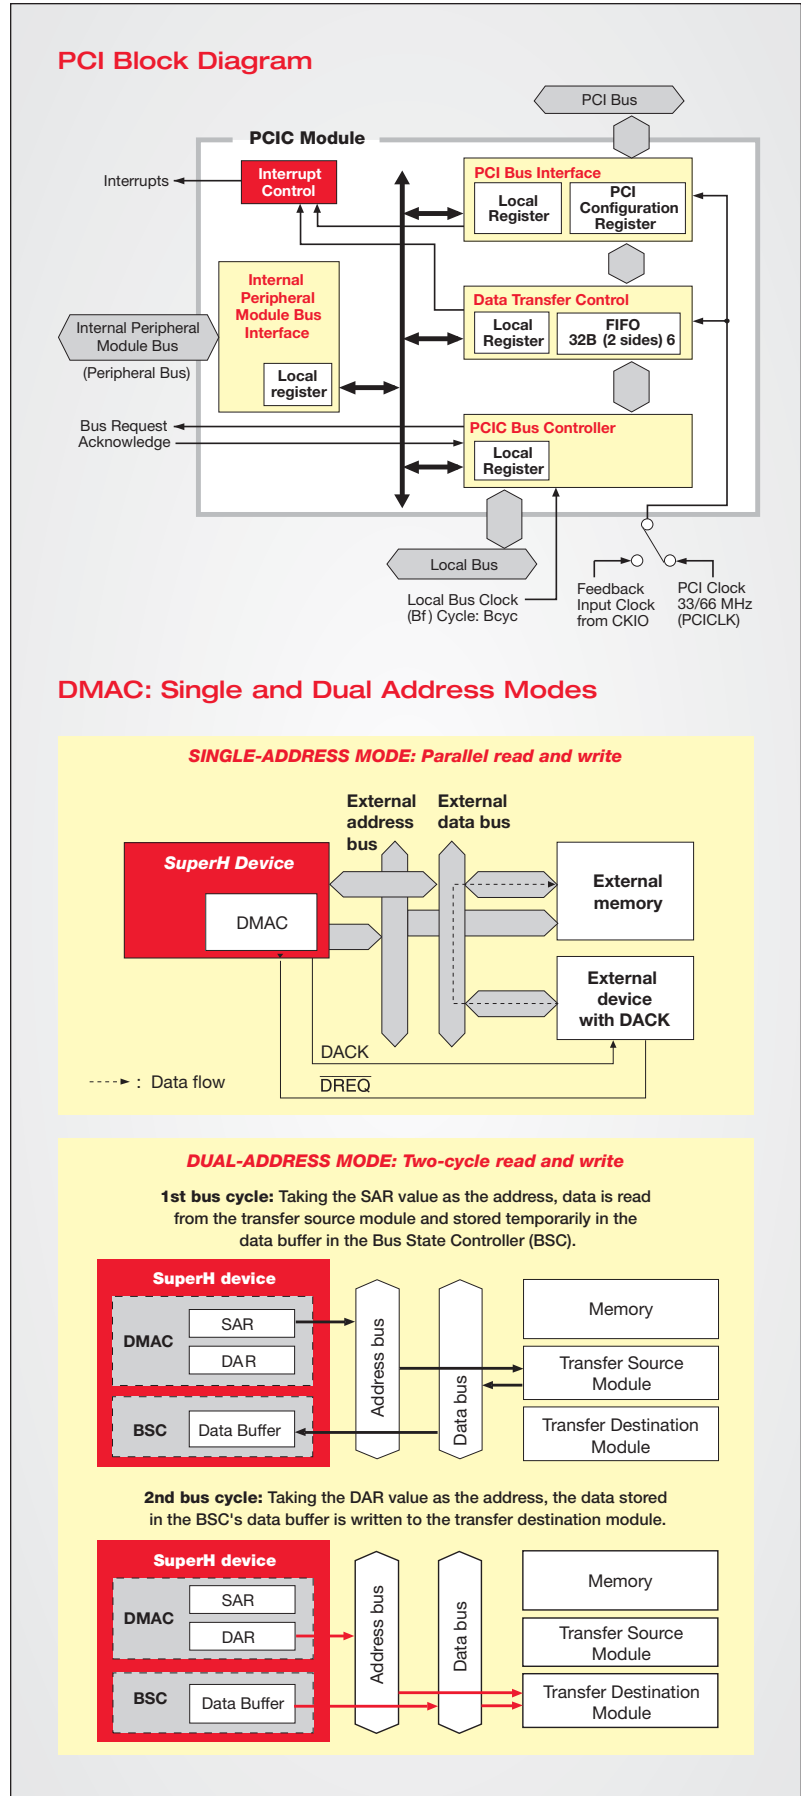 PCI Block Diagram
PCI Bus
PCIC Module
Interrupts
Interrupt
Control
PCI Bus Interface
Local
Register
PCI
Configuration
Register
Internal
Peripheral
Module Bus
Interface
Local
register
Internal Peripheral
Module Bus
(Peripheral Bus)
Data Transfer Control
Local
Register
FIFO
32B (2 sides) 6
Bus Request
Acknowledge
PCIC Bus Controller
Local
Register
Local Bus
Local Bus Clock
(Bf) Cycle: Bcyc
Feedback
Input Clock
from CKIO
PCI Clock
33/66 MHz
(PCICLK)
DMAC: Single and Dual Address Modes
SINGLE-ADDRESS MODE: Parallel read and write
External
address
bus
External
data bus
SuperH Device
DMAC
External
memory
External
device
with DACK
DACK
DREQ
: Data flow
DUAL-ADDRESS MODE: Two-cycle read and write
1st bus cycle: Taking the SAR value as the address, data is read
from the transfer source module and stored temporarily in the
data buffer in the Bus State Controller (BSC).
SuperH device
DMAC
SAR
DAR
BSC
Data Buffer
Address bus
Data bus
Memory
Transfer Source
Module
Transfer Destination
Module
2nd bus cycle: Taking the DAR value as the address, the data stored
in the BSC's data buffer is written to the transfer destination module.
SuperH device
DMAC
SAR
DAR
BSC
Data Buffer
Address bus
Data bus
Memory
Transfer Source
Module
Transfer Destination
Module